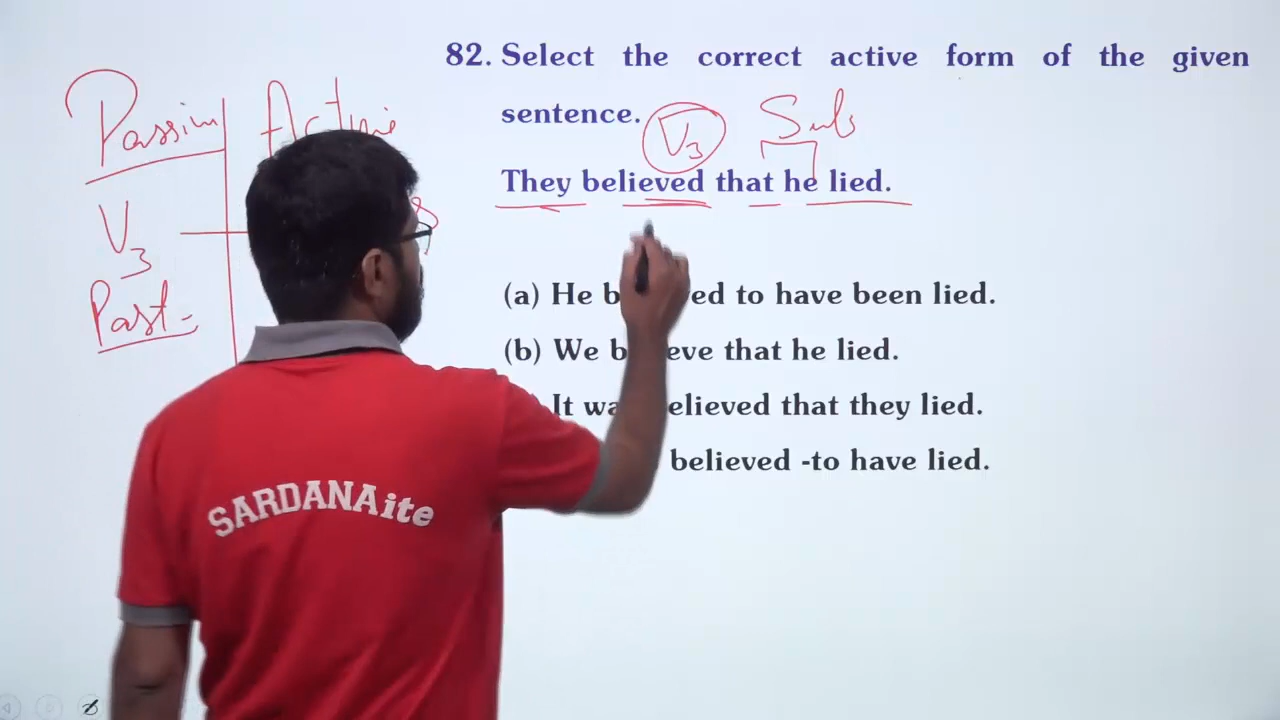 82. Select the correct active form of the given
sentence.
They believed that he lied.
(a) He b ed to have been lied.
(b) We b eve that he lied.
It wa elieved that they lied.
believed -to have lied.
Passive
Active
V3
Past -
V3
Sub
SARDANAite